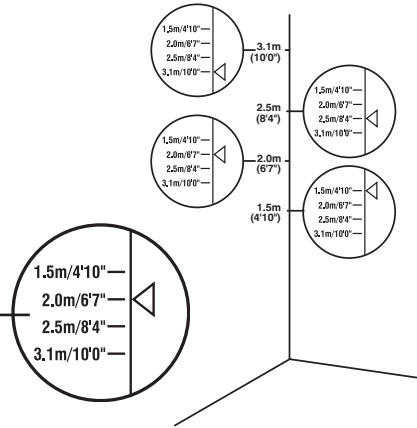 1.5m/4'10"
2.0m/6'7"
2.5m/8'4"
3.1m/10'0"
3.1m
(10'0")
1.5m/4'10"
2.0m/6'7"
2.5m/8'4"
3.1m/10'0"
2.5m
(8'4")
1.5m/4'10"
2.0m/6'7"
2.5m/8'4"
3.1m/10'0"
2.0m
(6'7")
1.5m/4'10"
2.0m/6'7"
2.5m/8'4"
3.1m/10'0"
1.5m
(4'10")
1.5m/4'10"
2.0m/6'7"
2.5m/8'4"
3.1m/10'0"